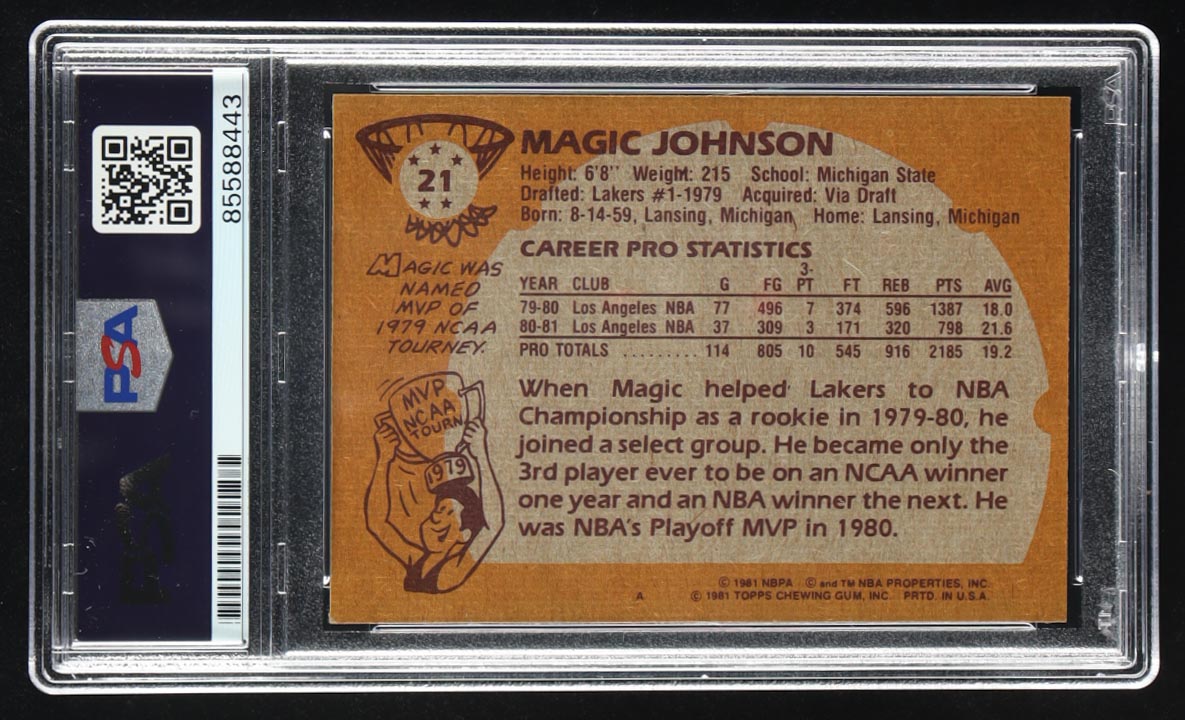 85588443
PSA
21
MAGIC JOHNSON
Height: 6'8'' Weight: 215 School: Michigan State
Drafted: Lakers #1-1979 Acquired: Via Draft
Born: 8-14-59, Lansing, Michigan Home: Lansing, Michigan
MAGIC WAS
NAMED
MVP OF
1979 NCAA
TOURNEY.
CAREER PRO STATISTICS
YEAR CLUB G FG 3-PT FT REB PTS AVG
79-80 Los Angeles NBA 77 496 7 374 596 1387 18.0
80-81 Los Angeles NBA 37 309 3 171 320 798 21.6
PRO TOTALS ......... 114 805 10 545 916 2185 19.2
MVP
NCAA
TOURN
1979
When Magic helped Lakers to NBA
Championship as a rookie in 1979-80, he
joined a select group. He became only the
3rd player ever to be on an NCAA winner
one year and an NBA winner the next. He
was NBA's Playoff MVP in 1980.
© 1981 NBPA © and TM NBA PROPERTIES, INC.
A © 1981 TOPPS CHEWING GUM, INC. PRTD. IN U.S.A.